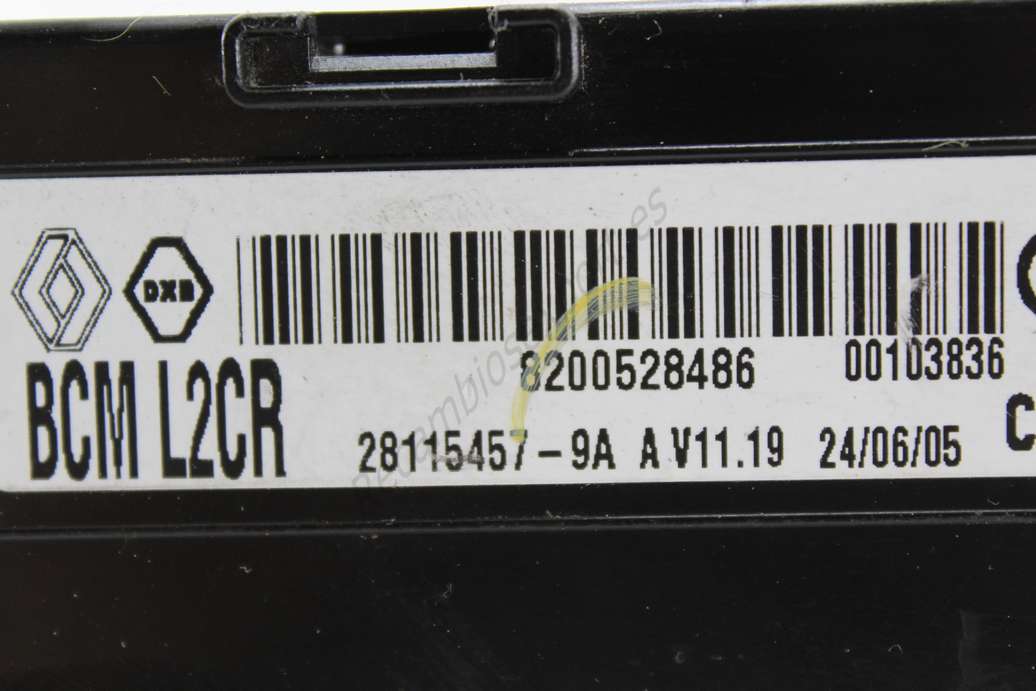 DXB
8200528486 00103836
BCM L2CR
28115457-9A A V11.19 24/06/05